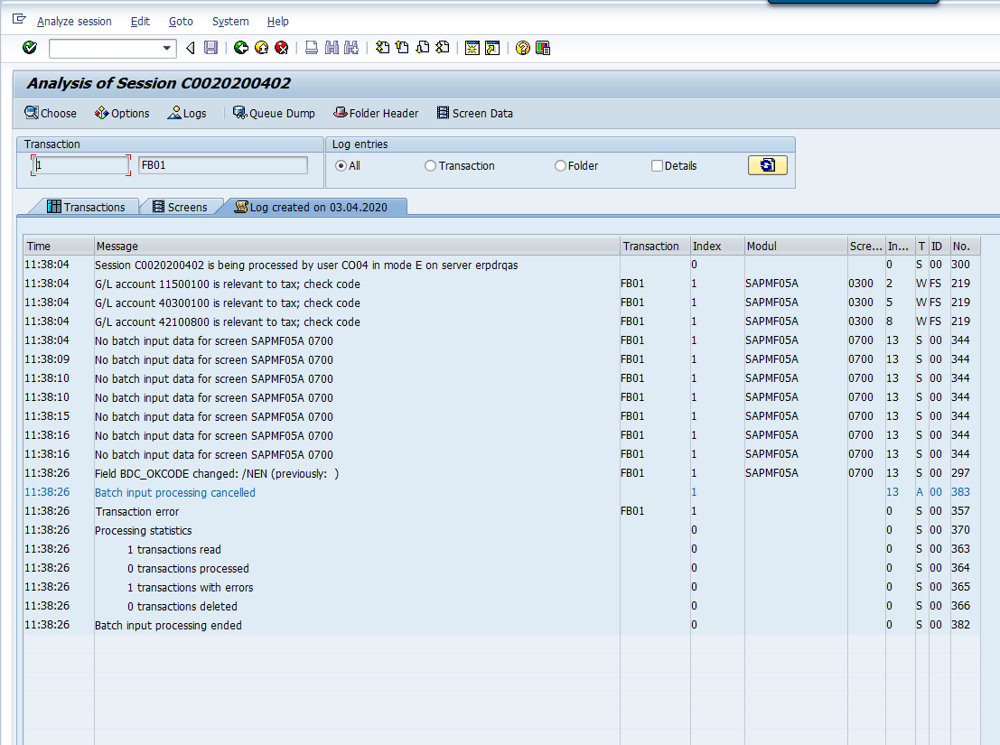 Analyze session Edit Goto System Help
Analysis of Session C0020200402
Choose Options Logs Queue Dump Folder Header Screen Data
Transaction Log entries
1 FB01 All Transaction Folder Details
Transactions Screens Log created on 03.04.2020
Time Message Transaction Index Modul Scre... In... T ID No.
11:38:04 Session C0020200402 is being processed by user CO04 in mode E on server erpdrqas 0 0 S 00 300
11:38:04 G/L account 11500100 is relevant to tax; check code FB01 1 SAPMF05A 0300 2 W FS 219
11:38:04 G/L account 40300100 is relevant to tax; check code FB01 1 SAPMF05A 0300 5 W FS 219
11:38:04 G/L account 42100800 is relevant to tax; check code FB01 1 SAPMF05A 0300 8 W FS 219
11:38:04 No batch input data for screen SAPMF05A 0700 FB01 1 SAPMF05A 0700 13 S 00 344
11:38:09 No batch input data for screen SAPMF05A 0700 FB01 1 SAPMF05A 0700 13 S 00 344
11:38:10 No batch input data for screen SAPMF05A 0700 FB01 1 SAPMF05A 0700 13 S 00 344
11:38:10 No batch input data for screen SAPMF05A 0700 FB01 1 SAPMF05A 0700 13 S 00 344
11:38:15 No batch input data for screen SAPMF05A 0700 FB01 1 SAPMF05A 0700 13 S 00 344
11:38:16 No batch input data for screen SAPMF05A 0700 FB01 1 SAPMF05A 0700 13 S 00 344
11:38:16 No batch input data for screen SAPMF05A 0700 FB01 1 SAPMF05A 0700 13 S 00 344
11:38:26 Field BDC_OKCODE changed: /NEN (previously: ) FB01 1 SAPMF05A 0700 13 S 00 297
11:38:26 Batch input processing cancelled 1 13 A 00 383
11:38:26 Transaction error FB01 1 0 S 00 357
11:38:26 Processing statistics 0 0 S 00 370
11:38:26 1 transactions read 0 0 S 00 363
11:38:26 0 transactions processed 0 0 S 00 364
11:38:26 1 transactions with errors 0 0 S 00 365
11:38:26 0 transactions deleted 0 0 S 00 366
11:38:26 Batch input processing ended 0 0 S 00 382